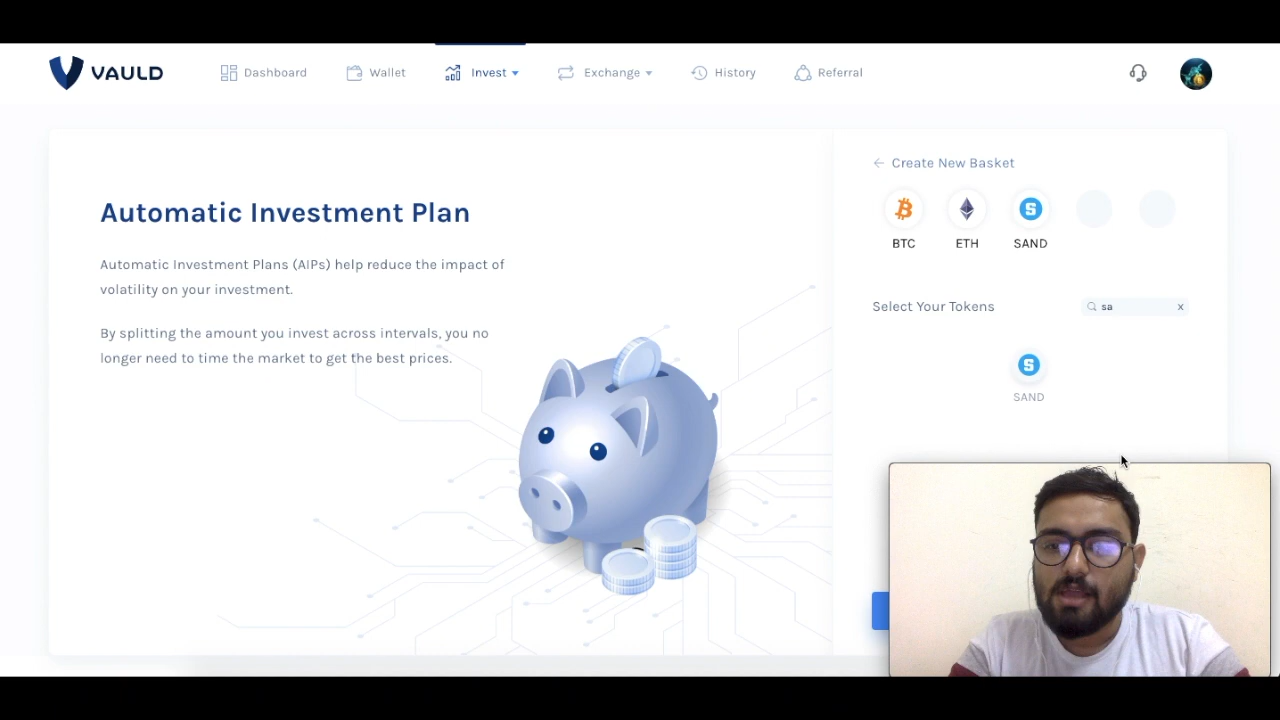 VAULD
Dashboard
Wallet
Invest
Exchange
History
Referral
Automatic Investment Plan
Automatic Investment Plans (AIPs) help reduce the impact of
volatility on your investment.
By splitting the amount you invest across intervals, you no
longer need to time the market to get the best prices.
Create New Basket
BTC
ETH
SAND
Select Your Tokens
sa
x
SAND